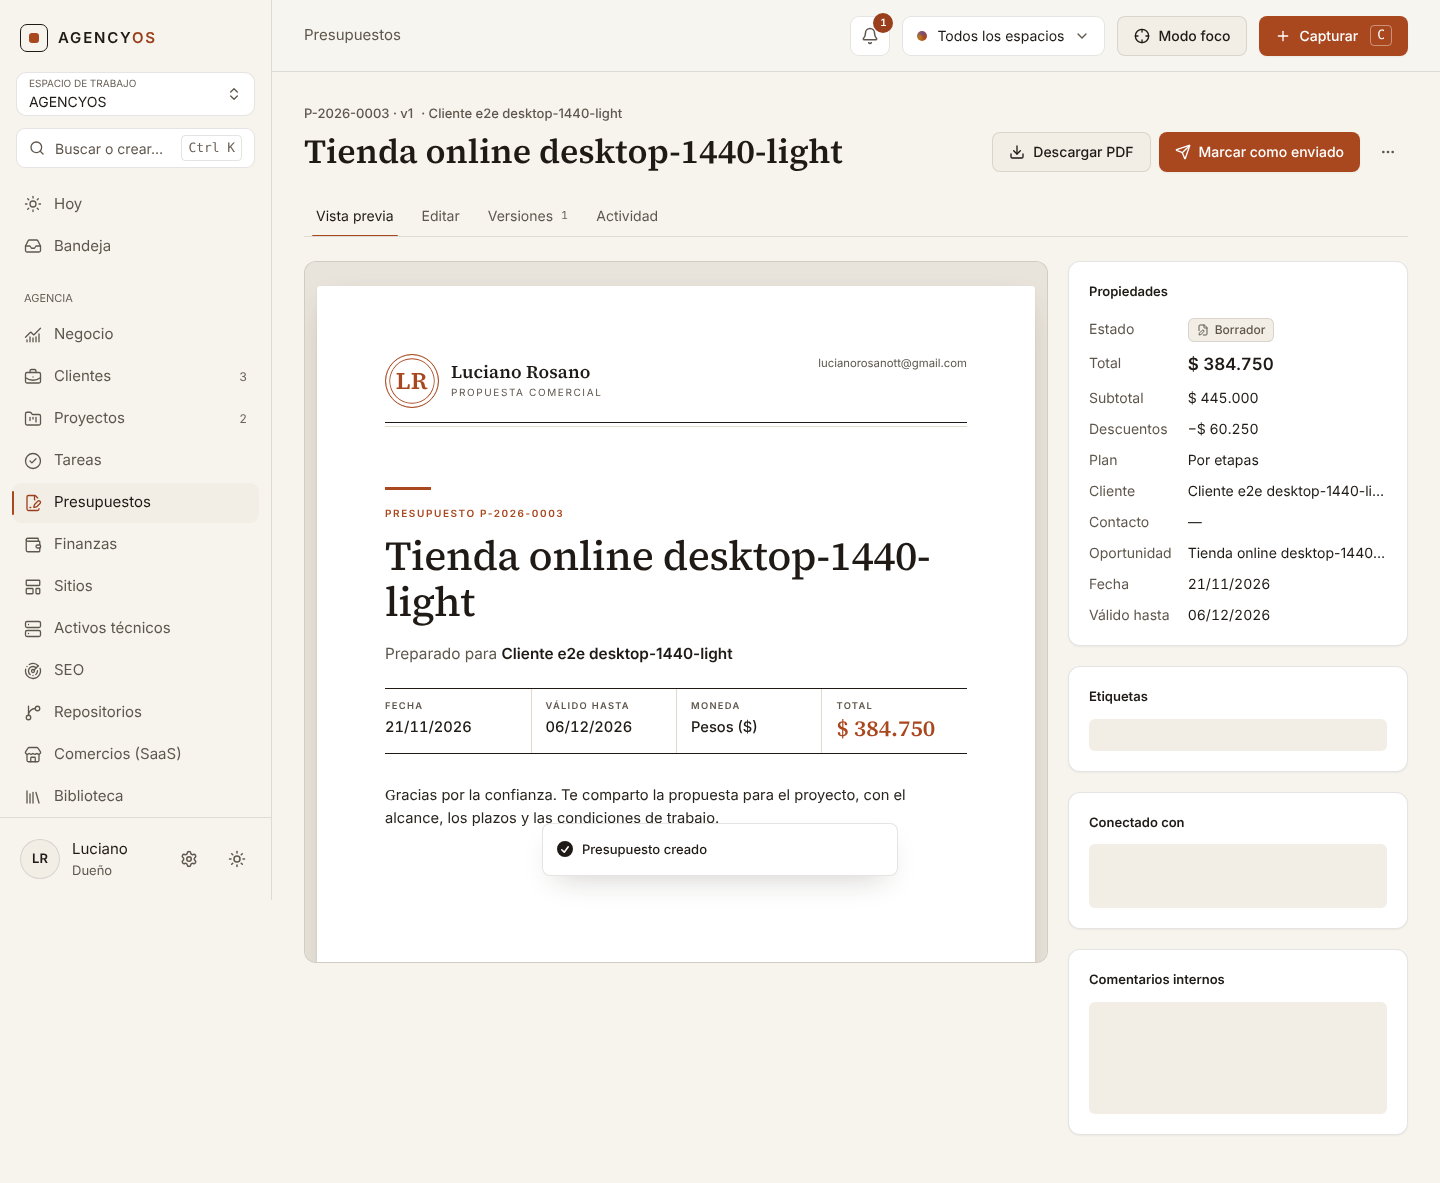 AGENCYOS
ESPACIO DE TRABAJO
AGENCYOS
Buscar o crear... Ctrl K
Hoy
Bandeja
AGENCIA
Negocio
Clientes 3
Proyectos 2
Tareas
Presupuestos
Finanzas
Sitios
Activos técnicos
SEO
Repositorios
Comercios (SaaS)
Biblioteca
LR
Luciano
Dueño
Presupuestos
1
Todos los espacios
Modo foco
Capturar C
P-2026-0003 · v1 · Cliente e2e desktop-1440-light
Tienda online desktop-1440-light
Descargar PDF
Marcar como enviado
Vista previa
Editar
Versiones 1
Actividad
LR
Luciano Rosano
PROPUESTA COMERCIAL
lucianorosanott@gmail.com
PRESUPUESTO P-2026-0003
Tienda online desktop-1440-
light
Preparado para Cliente e2e desktop-1440-light
FECHA
21/11/2026
VÁLIDO HASTA
06/12/2026
MONEDA
Pesos ($)
TOTAL
$ 384.750
Gracias por la confianza. Te comparto la propuesta para el proyecto, con el
alcance, los plazos y las condiciones de trabajo.
Presupuesto creado
Propiedades
Estado Borrador
Total $ 384.750
Subtotal $ 445.000
Descuentos −$ 60.250
Plan Por etapas
Cliente Cliente e2e desktop-1440-li...
Contacto —
Oportunidad Tienda online desktop-1440...
Fecha 21/11/2026
Válido hasta 06/12/2026
Etiquetas
Conectado con
Comentarios internos